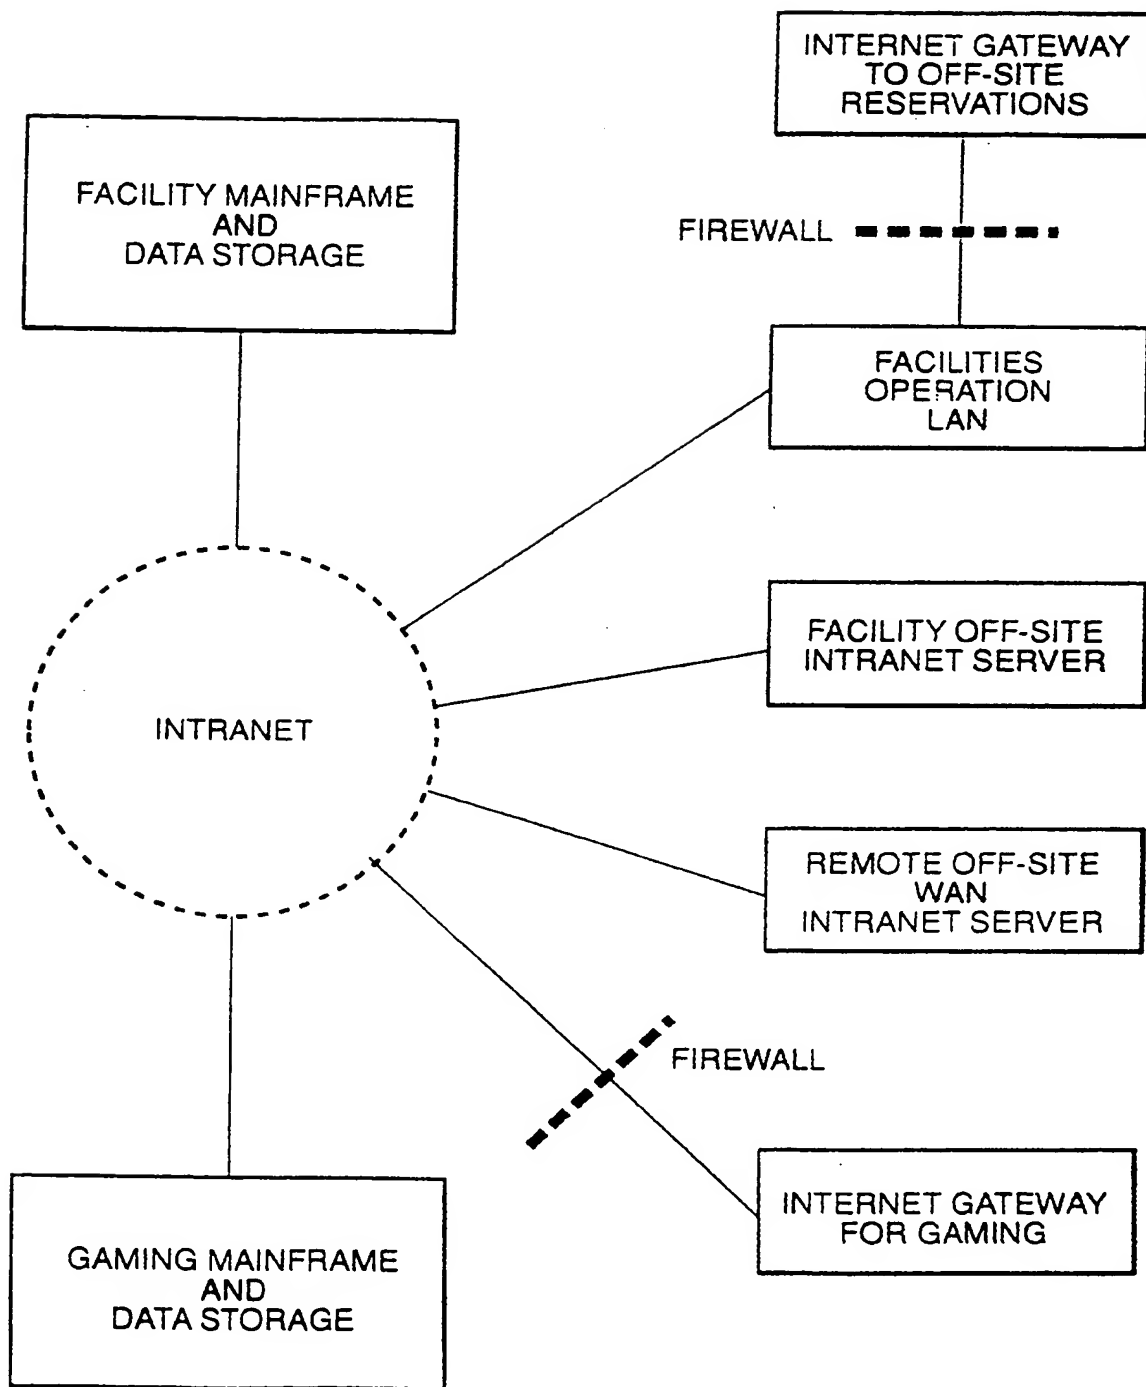 INTERNET GATEWAY
TO OFF-SITE
RESERVATIONS
FACILITY MAINFRAME
AND
DATA STORAGE
FIREWALL
FACILITIES
OPERATION
LAN
FACILITY OFF-SITE
INTRANET SERVER
INTRANET
REMOTE OFF-SITE
WAN
INTRANET SERVER
FIREWALL
INTERNET GATEWAY
FOR GAMING
GAMING MAINFRAME
AND
DATA STORAGE